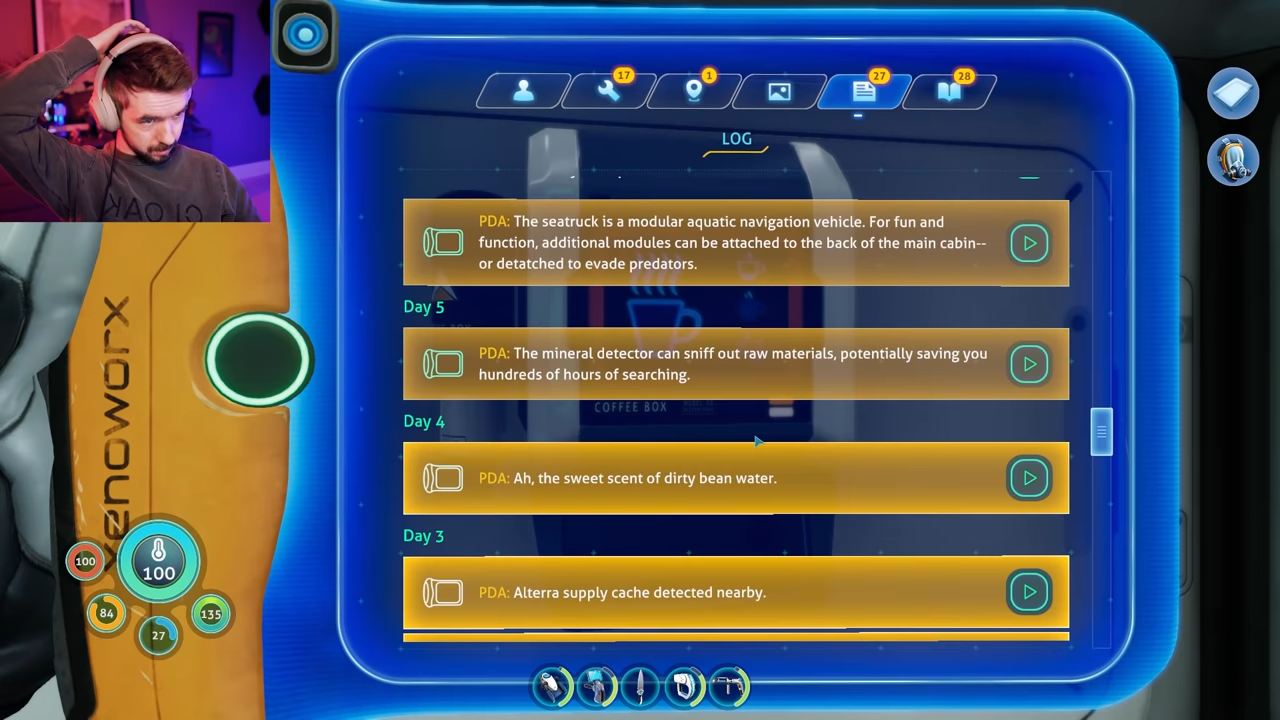 17
1
27
28
LOG
PDA: The seatruck is a modular aquatic navigation vehicle. For fun and
function, additional modules can be attached to the back of the main cabin--
or detatched to evade predators.
Day 5
PDA: The mineral detector can sniff out raw materials, potentially saving you
hundreds of hours of searching.
COFFEE BOX
Day 4
PDA: Ah, the sweet scent of dirty bean water.
Day 3
PDA: Alterra supply cache detected nearby.
xenoworx
100
100
84
135
27
CLOAK